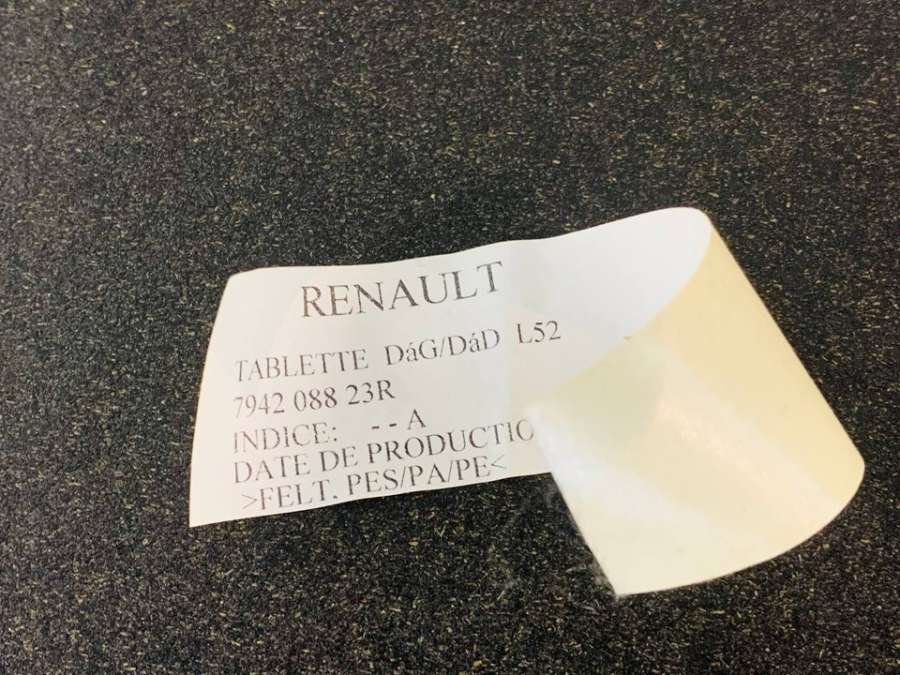 RENAULT
TABLETTE DáG/DáD L52
7942 088 23R
INDICE: - - A
DATE DE PRODUCTIO
>FELT, PES/PA/PE<